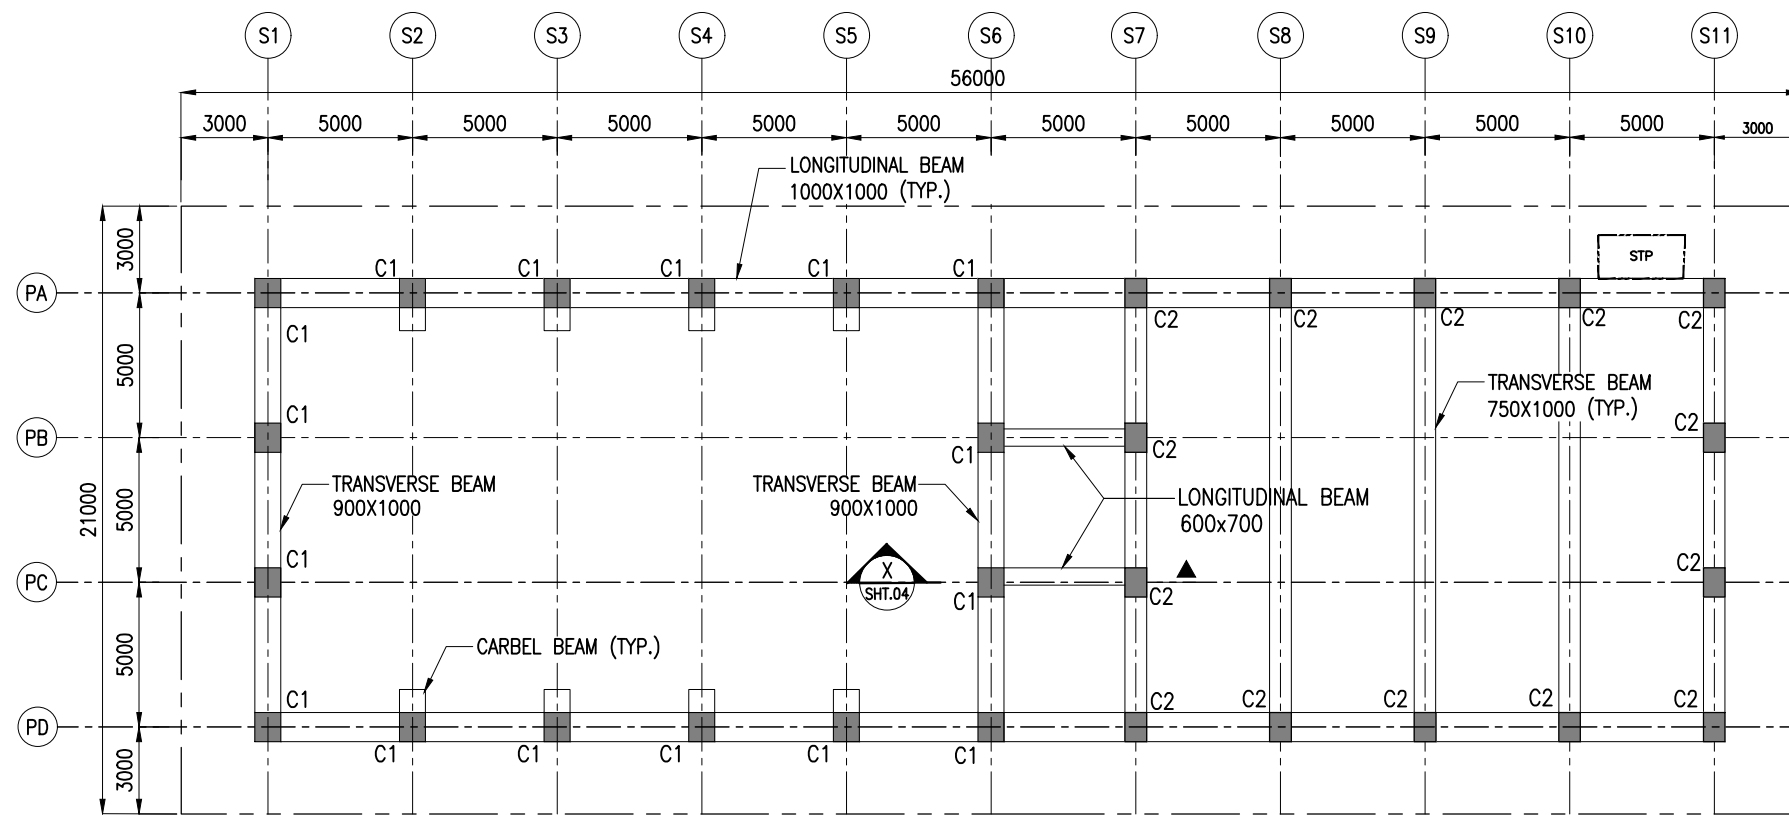 S1 S2 S3 S4 S5 S6 S7 S8 S9 S10 S11
56000
3000 5000 5000 5000 5000 5000 5000 5000 5000 5000 5000 3000
LONGITUDINAL BEAM
1000X1000 (TYP.)
3000
STP
C1 C1 C1 C1 C1
PA
C1 C2 C2 C2 C2 C2
5000
TRANSVERSE BEAM
750X1000 (TYP.)
C1 C2
PB
C1 C2
TRANSVERSE BEAM
900X1000
TRANSVERSE BEAM
900X1000
LONGITUDINAL BEAM
600x700
21000
5000
C1 C2
X
SHT.04
PC
C1 C2
CARBEL BEAM (TYP.)
5000
C1 C2 C2 C2 C2 C2
PD
C1 C1 C1 C1 C1
3000